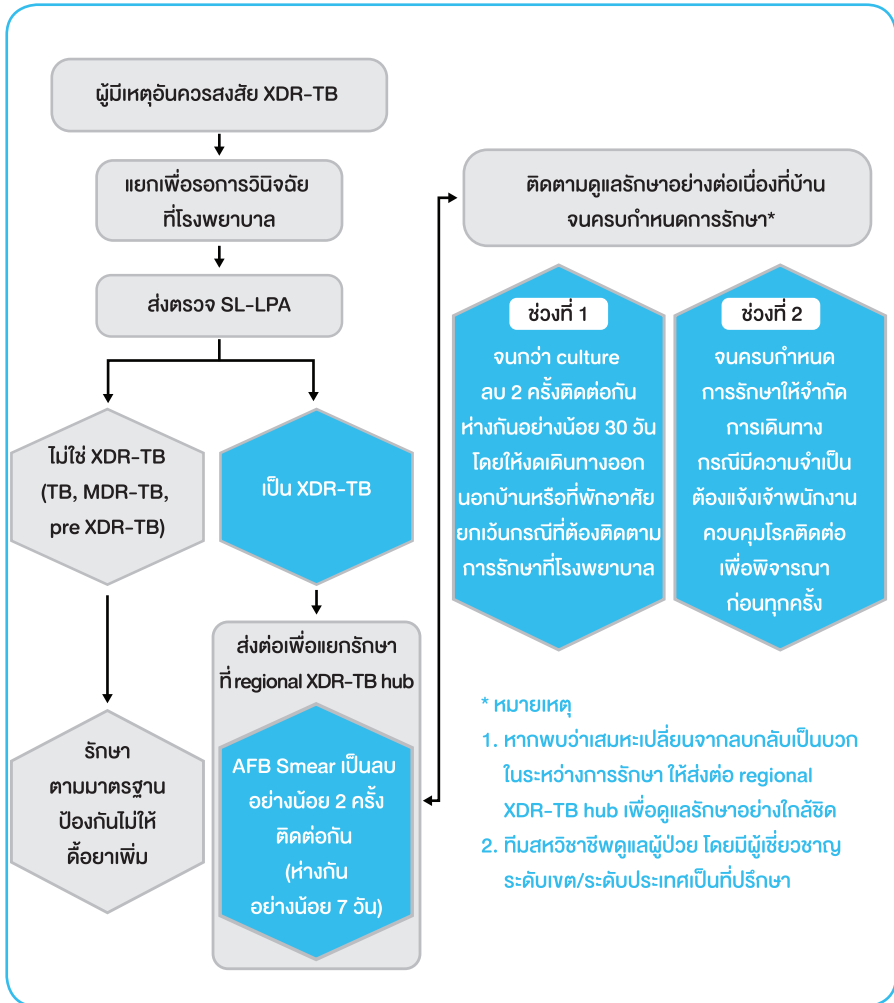 ผู้มีเหตุอันควรสงสัย XDR-TB
แยกเพื่อรอการวินิจฉัย
ที่โรงพยาบาล
ส่งตรวจ SL-LPA
ไม่ใช่ XDR-TB
(TB, MDR-TB,
pre XDR-TB)
เป็น XDR-TB
รักษา
ตามมาตรฐาน
ป้องกันไม่ให้
ดื้อยาเพิ่ม
ส่งต่อเพื่อแยกรักษา
ที่ regional XDR-TB hub
AFB Smear เป็นลบ
อย่างน้อย 2 ครั้ง
ติดต่อกัน
(ห่างกัน
อย่างน้อย 7 วัน)
ติดตามดูแลรักษาอย่างต่อเนื่องที่บ้าน
จนครบกำหนดการรักษา*
ช่วงที่ 1
จนกว่า culture
ลบ 2 ครั้งติดต่อกัน
ห่างกันอย่างน้อย 30 วัน
โดยให้งดเดินทางออก
นอกบ้านหรือที่พักอาศัย
ยกเว้นกรณีที่ต้องติดตาม
การรักษาที่โรงพยาบาล
ช่วงที่ 2
จนครบกำหนด
การรักษาให้จำกัด
การเดินทาง
กรณีมีความจำเป็น
ต้องแจ้งเจ้าพนักงาน
ควบคุมโรคติดต่อ
เพื่อพิจารณา
ก่อนทุกครั้ง
* หมายเหตุ
1. หากพบว่าเสมหะเปลี่ยนจากลบกลับเป็นบวก
ในระหว่างการรักษา ให้ส่งต่อ regional
XDR-TB hub เพื่อดูแลรักษาอย่างใกล้ชิด
2. ทีมสหวิชาชีพดูแลผู้ป่วย โดยมีผู้เชี่ยวชาญ
ระดับเขต/ระดับประเทศเป็นที่ปรึกษา